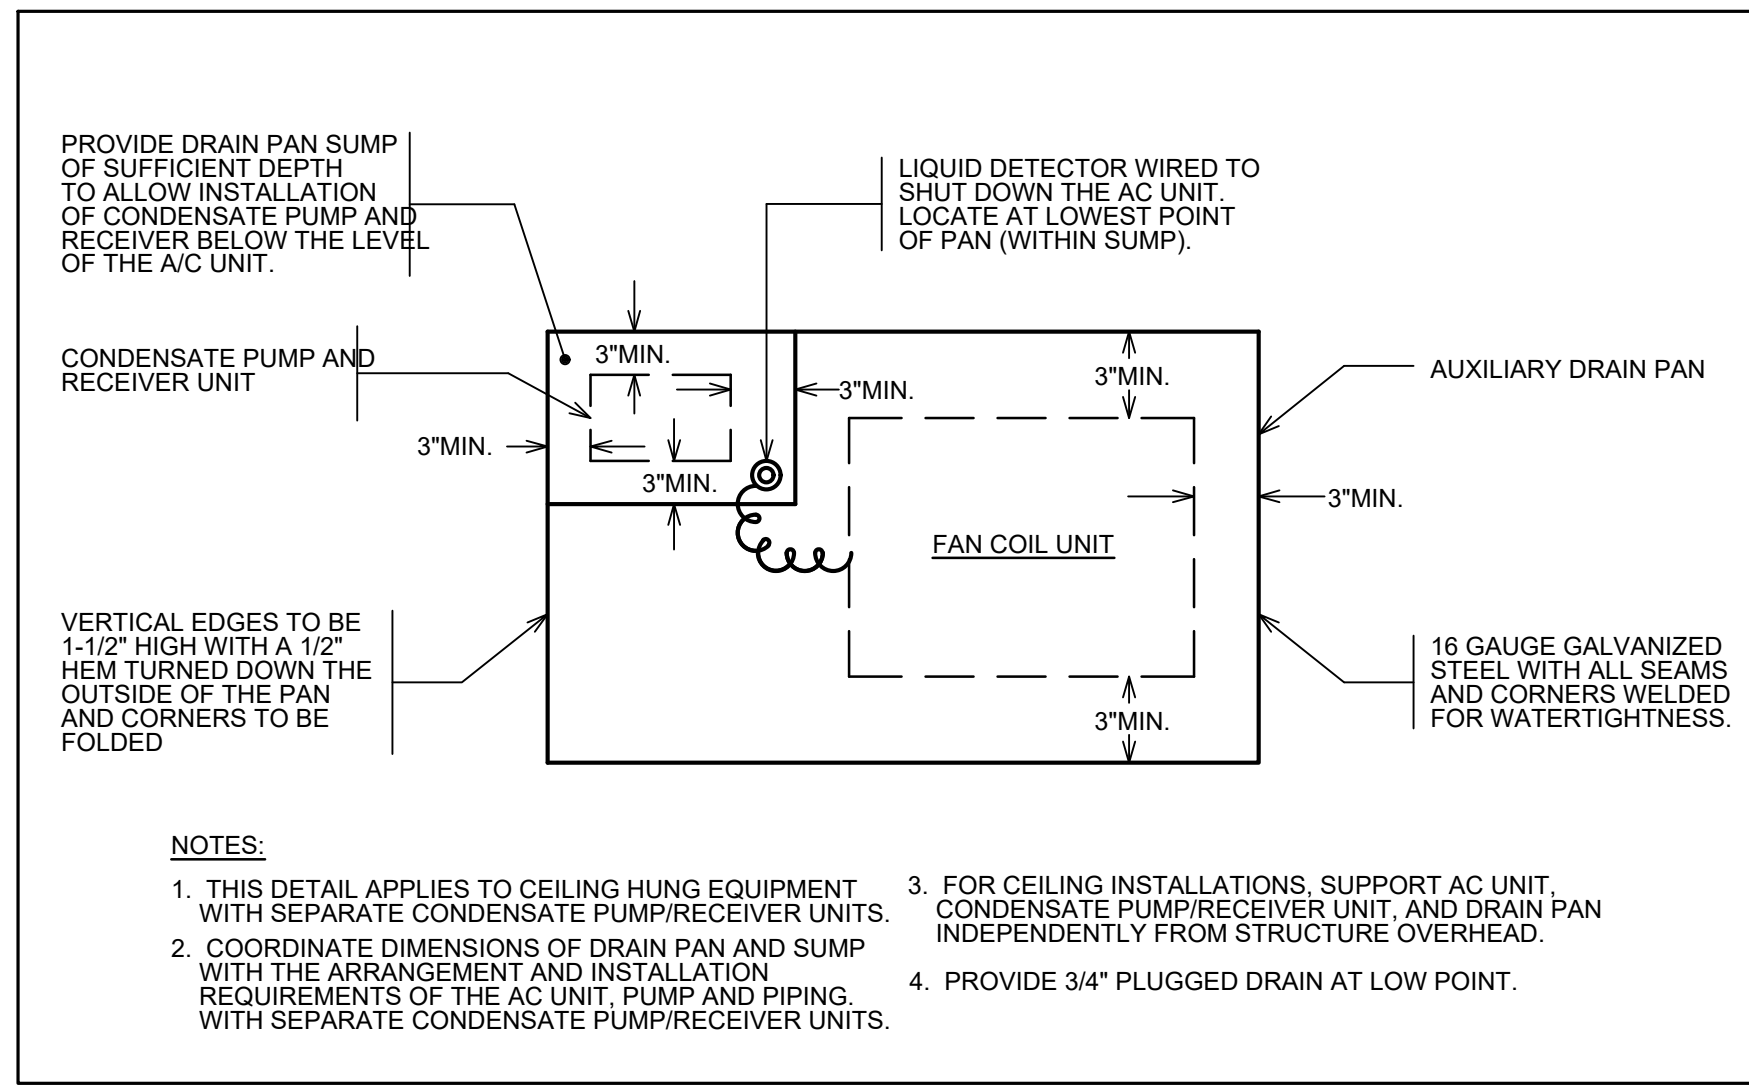 PROVIDE DRAIN PAN SUMP
OF SUFFICIENT DEPTH
TO ALLOW INSTALLATION
OF CONDENSATE PUMP AND
RECEIVER BELOW THE LEVEL
OF THE A/C UNIT.
LIQUID DETECTOR WIRED TO
SHUT DOWN THE AC UNIT.
LOCATE AT LOWEST POINT
OF PAN (WITHIN SUMP).
CONDENSATE PUMP AND
RECEIVER UNIT
3"MIN.
3"MIN.
3"MIN.
AUXILIARY DRAIN PAN
3"MIN.
3"MIN.
3"MIN.
FAN COIL UNIT
VERTICAL EDGES TO BE
1-1/2" HIGH WITH A 1/2"
HEM TURNED DOWN THE
OUTSIDE OF THE PAN
AND CORNERS TO BE
FOLDED
3"MIN.
16 GAUGE GALVANIZED
STEEL WITH ALL SEAMS
AND CORNERS WELDED
FOR WATERTIGHTNESS.
NOTES:
1. THIS DETAIL APPLIES TO CEILING HUNG EQUIPMENT
WITH SEPARATE CONDENSATE PUMP/RECEIVER UNITS.
2. COORDINATE DIMENSIONS OF DRAIN PAN AND SUMP
WITH THE ARRANGEMENT AND INSTALLATION
REQUIREMENTS OF THE AC UNIT, PUMP AND PIPING.
WITH SEPARATE CONDENSATE PUMP/RECEIVER UNITS.
3. FOR CEILING INSTALLATIONS, SUPPORT AC UNIT,
CONDENSATE PUMP/RECEIVER UNIT, AND DRAIN PAN
INDEPENDENTLY FROM STRUCTURE OVERHEAD.
4. PROVIDE 3/4" PLUGGED DRAIN AT LOW POINT.